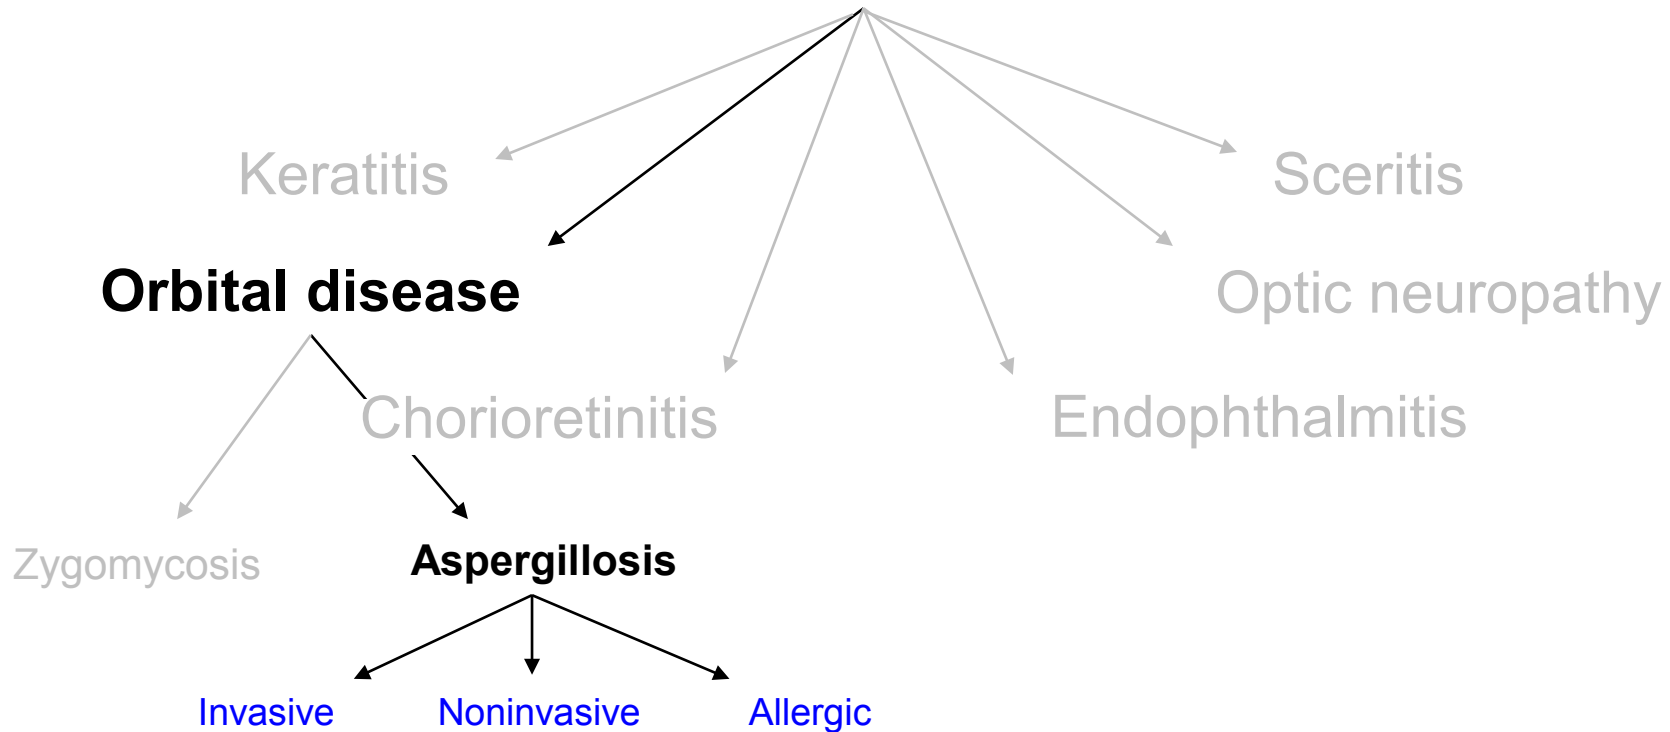 Keratitis
Sceritis
Orbital disease
Optic neuropathy
Chorioretinitis
Endophthalmitis
Zygomycosis
Aspergillosis
Invasive
Noninvasive
Allergic